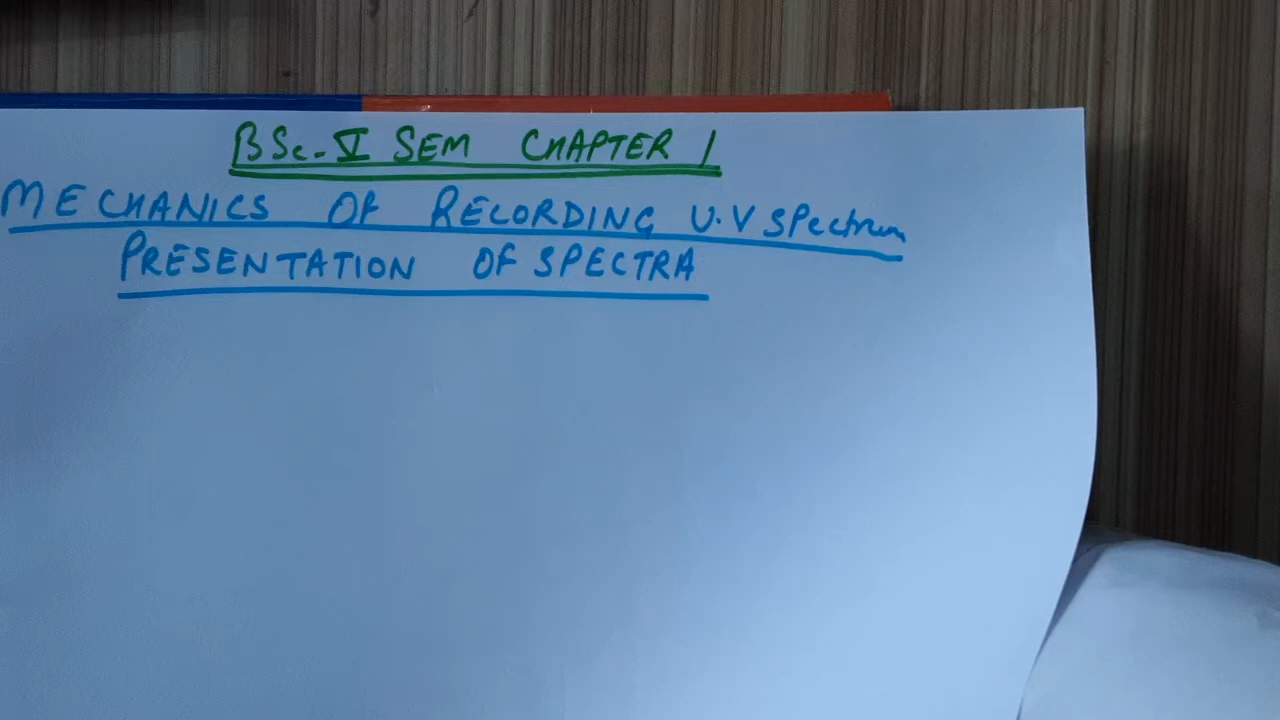 BSc-V SEM CHAPTER 1
MECHANICS OF RECORDING U.V Spectrum
PRESENTATION OF SPECTRA